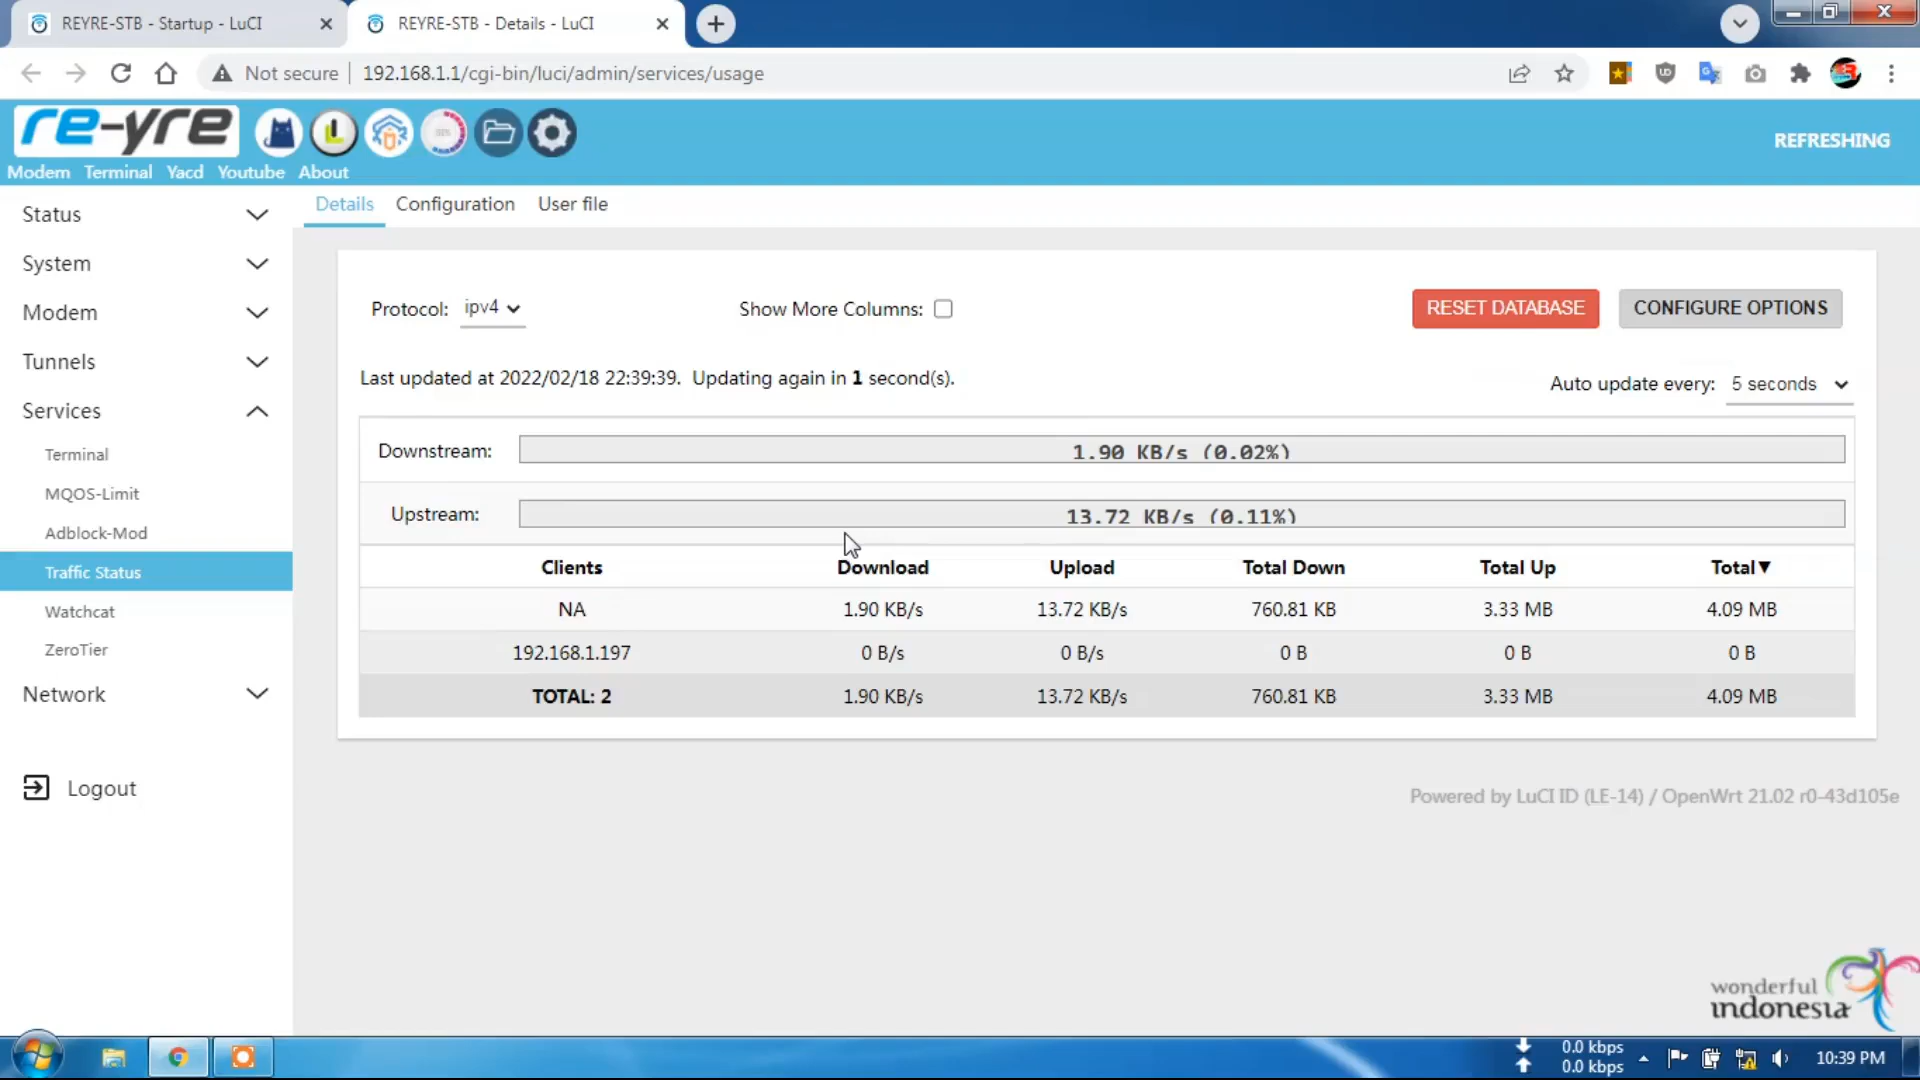 REYRE-STB - Startup - LuCI
REYRE-STB - Details - LuCI
Not secure
192.168.1.1/cgi-bin/luci/admin/services/usage
re-yre
REFRESHING
Modem Terminal Yacd Youtube About
Details Configuration User file
Status
System
Modem
Tunnels
Services
Terminal
MQOS-Limit
Adblock-Mod
Traffic Status
Watchcat
ZeroTier
Network
Logout
Protocol: ipv4
Show More Columns:
RESET DATABASE
CONFIGURE OPTIONS
Last updated at 2022/02/18 22:39:39. Updating again in 1 second(s).
Auto update every: 5 seconds
Downstream: 1.90 KB/s (0.02%)
Upstream: 13.72 KB/s (0.11%)
Clients Download Upload Total Down Total Up Total▼
NA 1.90 KB/s 13.72 KB/s 760.81 KB 3.33 MB 4.09 MB
192.168.1.197 0 B/s 0 B/s 0 B 0 B 0 B
TOTAL: 2 1.90 KB/s 13.72 KB/s 760.81 KB 3.33 MB 4.09 MB
Powered by LuCI ID (LE-14) / OpenWrt 21.02 r0-43d105e
wonderful
indonesia
0.0 kbps
0.0 kbps
10:39 PM